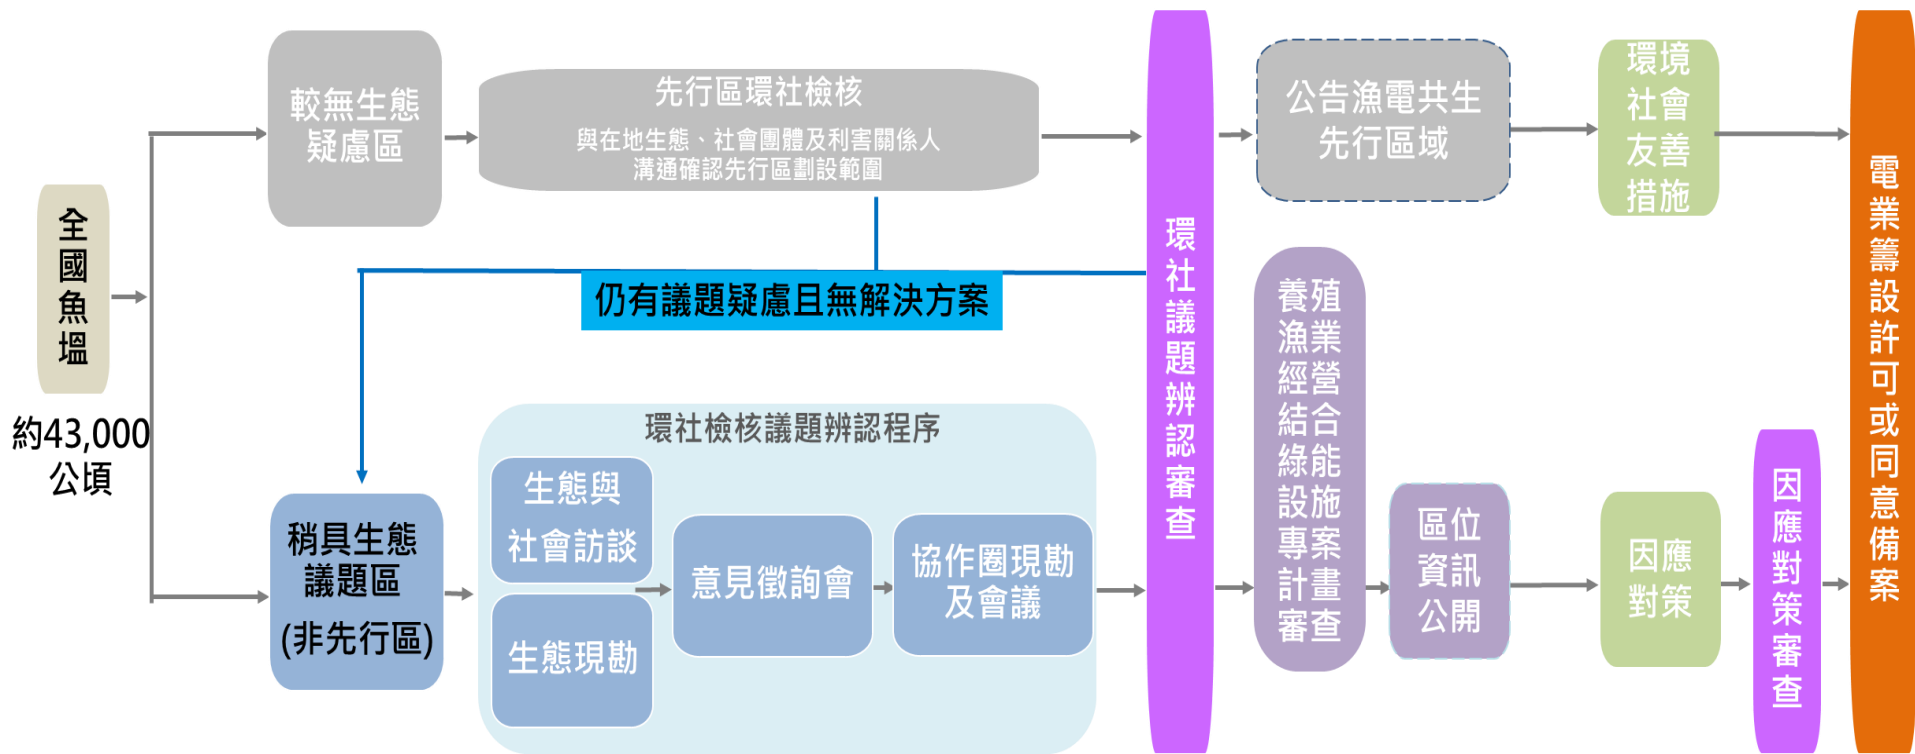 全國魚塭
約43,000
公頃
較無生態
疑慮區
先行區環社檢核
與在地生態、社會團體及利害關係人
溝通確認先行區劃設範圍
仍有議題疑慮且無解決方案
稍具生態
議題區
(非先行區)
環社檢核議題辨認程序
生態與
社會訪談
生態現勘
意見徵詢會
協作圈現勘
及會議
環社議題辨認審查
公告漁電共生
先行區域
環境
社會
友善
措施
養殖
漁業
經營
結合
綠能
設施
專案
計畫
審查
區位
資訊
公開
因應
對策
因應對策審查
電業籌設許可或同意備案